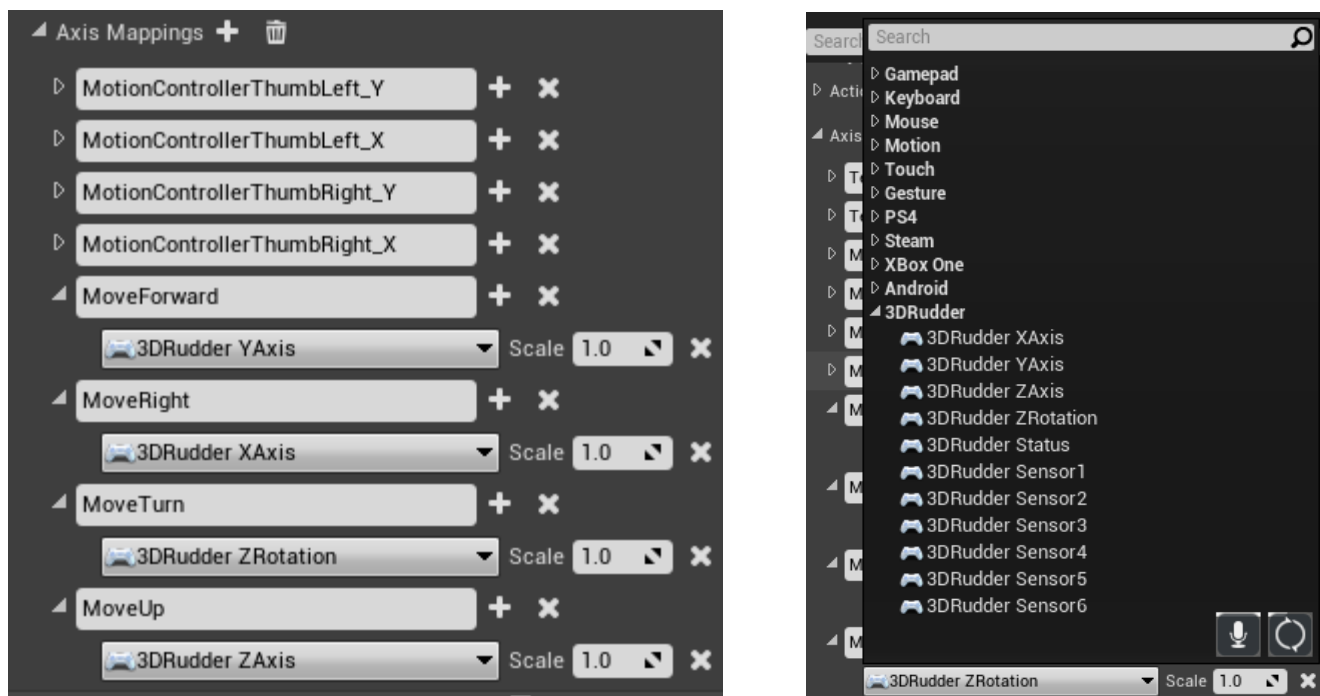 Axis Mappings
MotionControllerThumbLeft_Y
MotionControllerThumbLeft_X
MotionControllerThumbRight_Y
MotionControllerThumbRight_X
MoveForward
3DRudder YAxis Scale 1.0
MoveRight
3DRudder XAxis Scale 1.0
MoveTurn
3DRudder ZRotation Scale 1.0
MoveUp
3DRudder ZAxis Scale 1.0
Search
Search
Acti
Axis
To
To
M
M
M
M
M
M
M
M
Gamepad
Keyboard
Mouse
Motion
Touch
Gesture
PS4
Steam
XBox One
Android
3DRudder
3DRudder XAxis
3DRudder YAxis
3DRudder ZAxis
3DRudder ZRotation
3DRudder Status
3DRudder Sensor1
3DRudder Sensor2
3DRudder Sensor3
3DRudder Sensor4
3DRudder Sensor5
3DRudder Sensor6
3DRudder ZRotation Scale 1.0